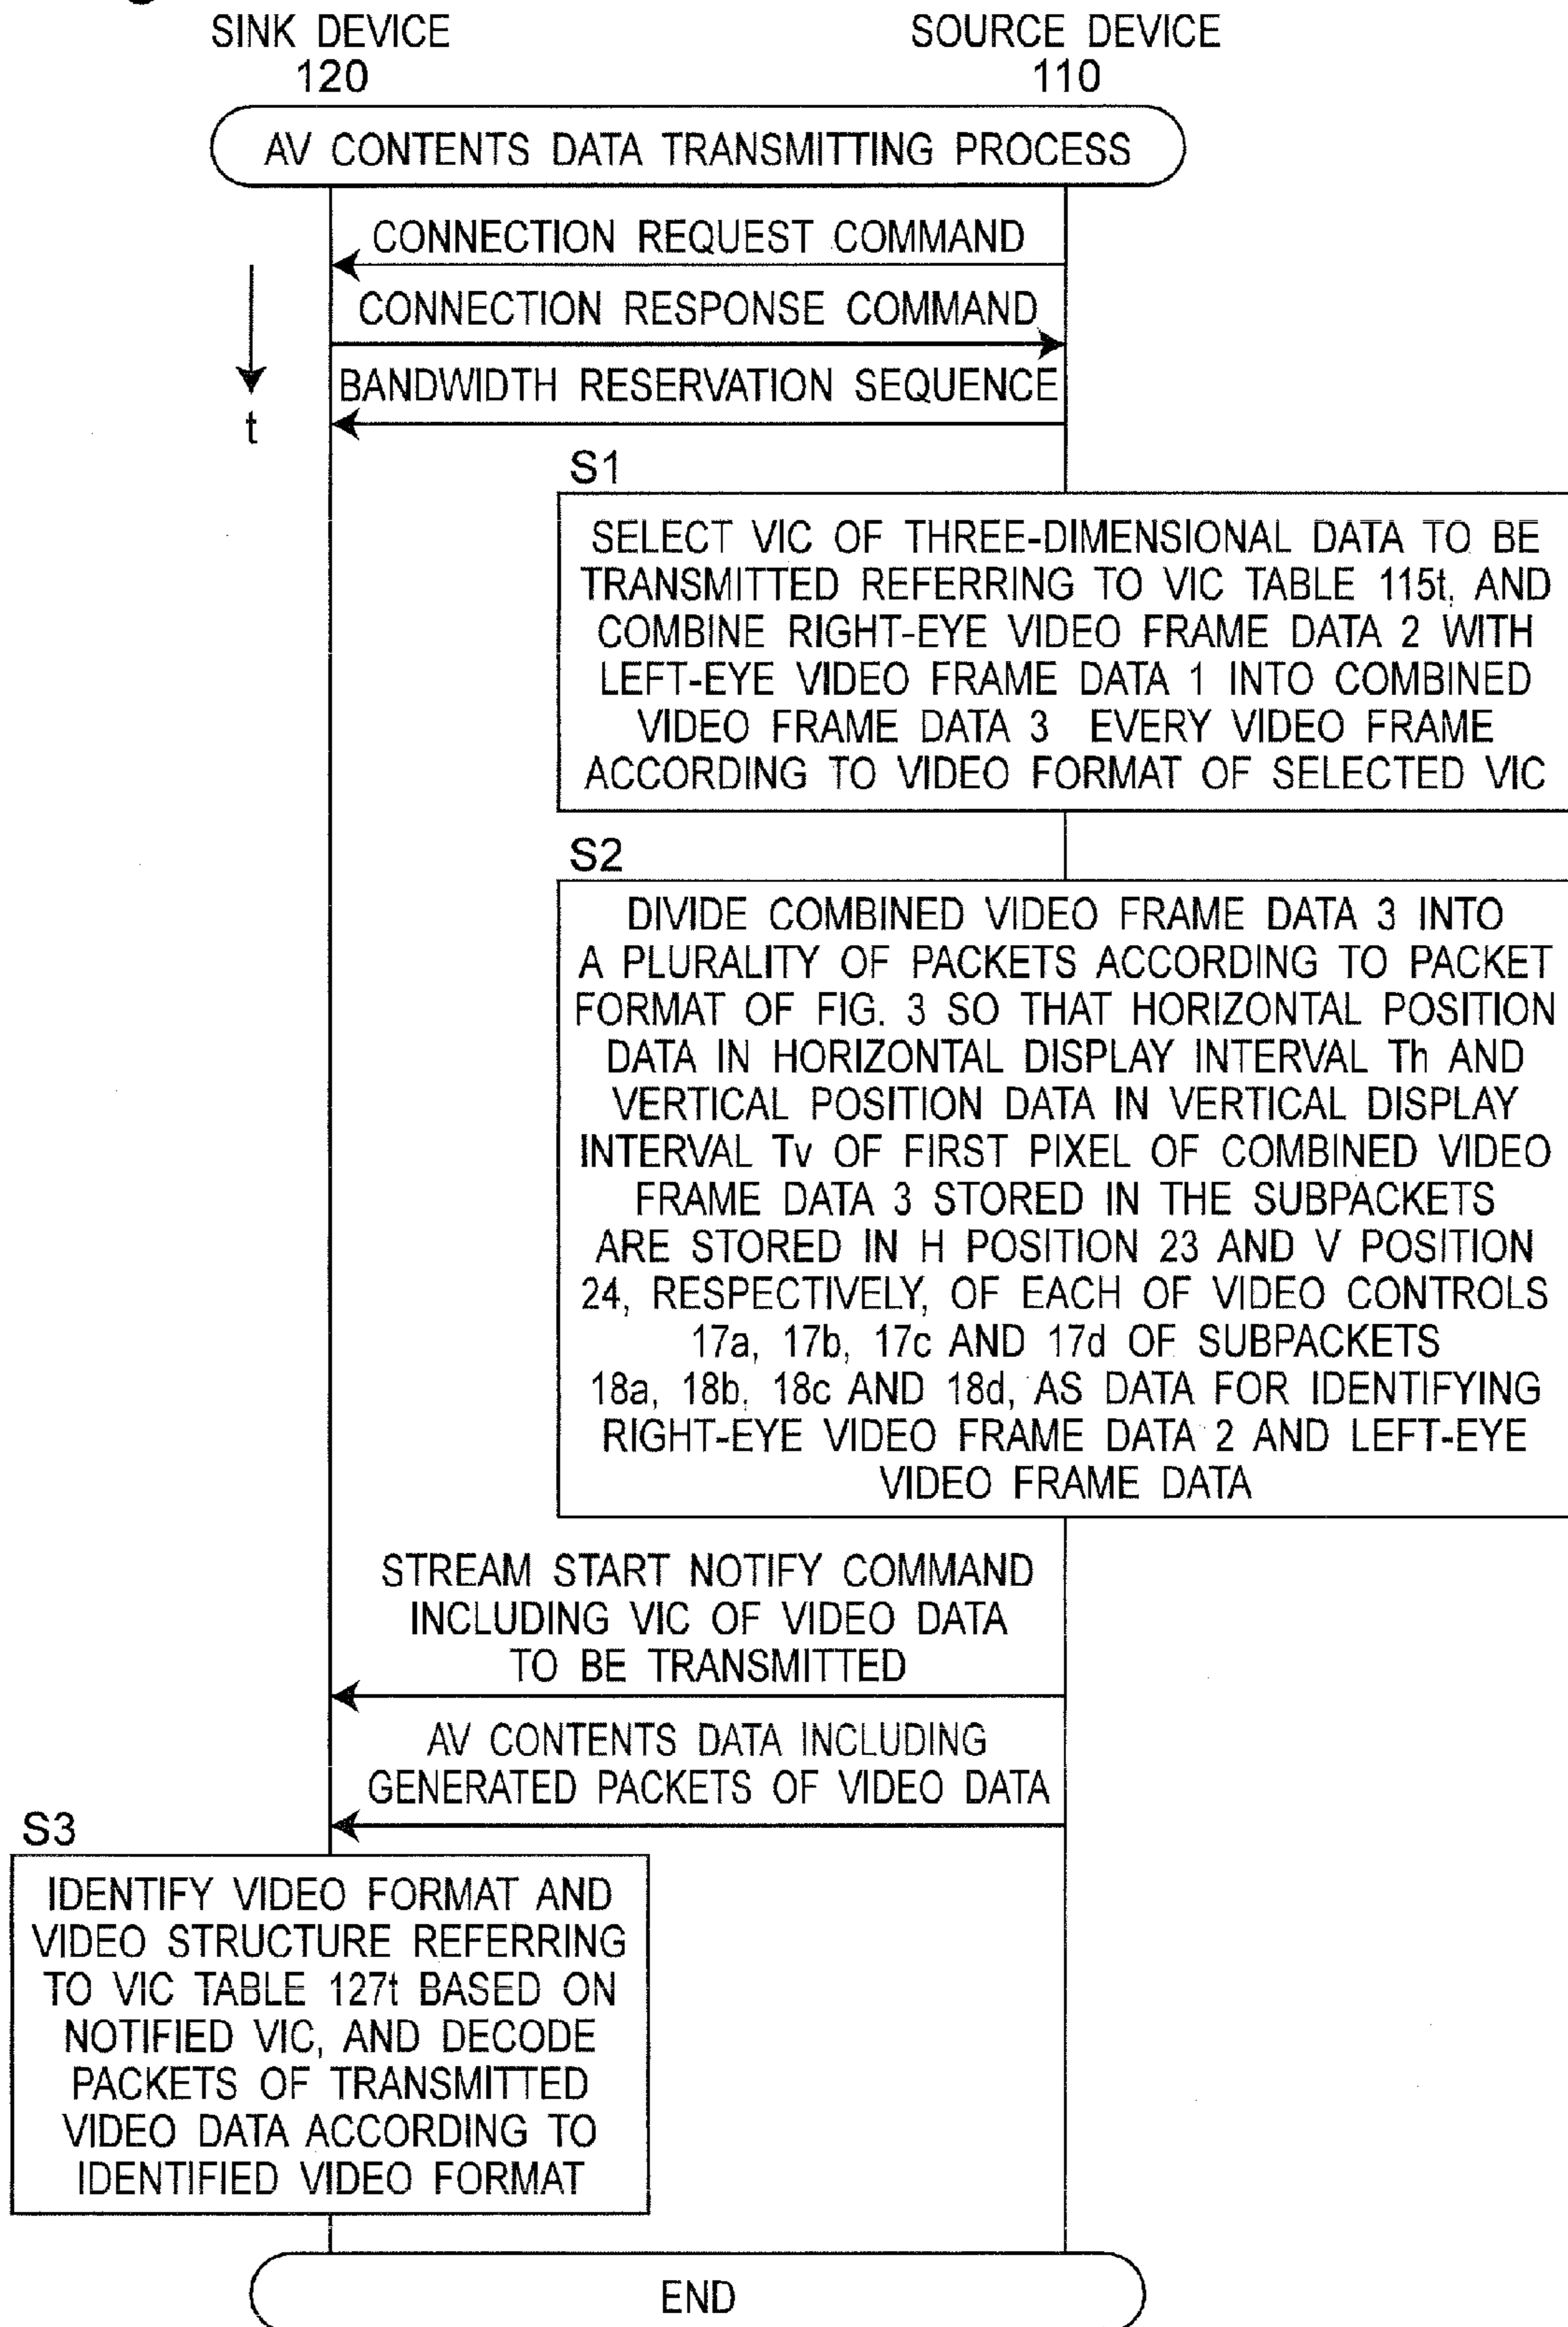 SINK DEVICE
120
SOURCE DEVICE
110
AV CONTENTS DATA TRANSMITTING PROCESS
CONNECTION REQUEST COMMAND
CONNECTION RESPONSE COMMAND
BANDWIDTH RESERVATION SEQUENCE
t
S1
SELECT VIC OF THREE-DIMENSIONAL DATA TO BE
TRANSMITTED REFERRING TO VIC TABLE 115t, AND
COMBINE RIGHT-EYE VIDEO FRAME DATA 2 WITH
LEFT-EYE VIDEO FRAME DATA 1 INTO COMBINED
VIDEO FRAME DATA 3 EVERY VIDEO FRAME
ACCORDING TO VIDEO FORMAT OF SELECTED VIC
S2
DIVIDE COMBINED VIDEO FRAME DATA 3 INTO
A PLURALITY OF PACKETS ACCORDING TO PACKET
FORMAT OF FIG. 3 SO THAT HORIZONTAL POSITION
DATA IN HORIZONTAL DISPLAY INTERVAL Th AND
VERTICAL POSITION DATA IN VERTICAL DISPLAY
INTERVAL Tv OF FIRST PIXEL OF COMBINED VIDEO
FRAME DATA 3 STORED IN THE SUBPACKETS
ARE STORED IN H POSITION 23 AND V POSITION
24, RESPECTIVELY, OF EACH OF VIDEO CONTROLS
17a, 17b, 17c AND 17d OF SUBPACKETS
18a, 18b, 18c AND 18d, AS DATA FOR IDENTIFYING
RIGHT-EYE VIDEO FRAME DATA 2 AND LEFT-EYE
VIDEO FRAME DATA
STREAM START NOTIFY COMMAND
INCLUDING VIC OF VIDEO DATA
TO BE TRANSMITTED
AV CONTENTS DATA INCLUDING
GENERATED PACKETS OF VIDEO DATA
S3
IDENTIFY VIDEO FORMAT AND
VIDEO STRUCTURE REFERRING
TO VIC TABLE 127t BASED ON
NOTIFIED VIC, AND DECODE
PACKETS OF TRANSMITTED
VIDEO DATA ACCORDING TO
IDENTIFIED VIDEO FORMAT
END